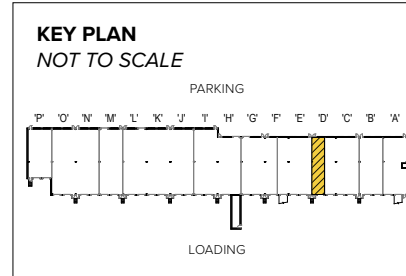 KEY PLAN
NOT TO SCALE
PARKING
'P' 'O' 'N' 'M' 'L' 'K' 'J' 'I' 'H' 'G' 'F' 'E' 'D' 'C' 'B' 'A'
LOADING